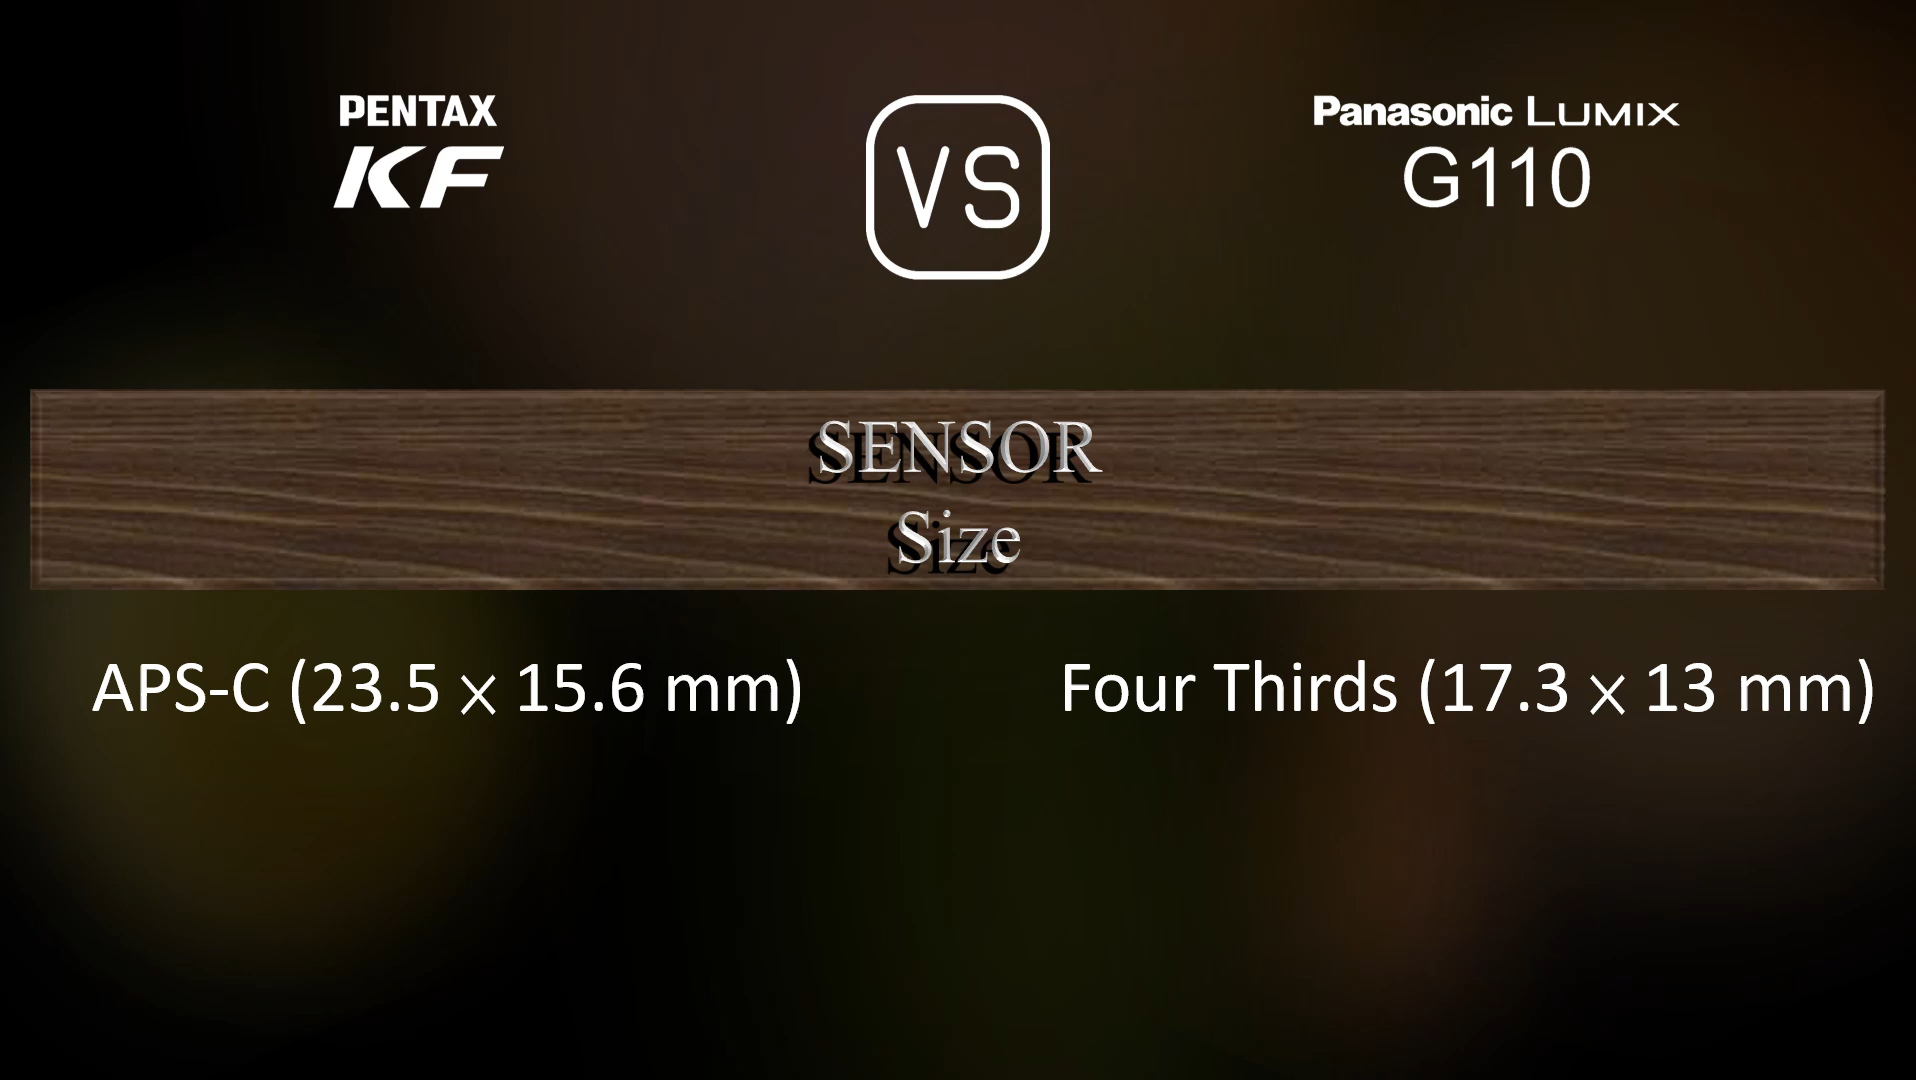 PENTAX
KF
VS
Panasonic LUMIX
G110
SENSOR
Size
APS-C (23.5 x 15.6 mm)
Four Thirds (17.3 x 13 mm)